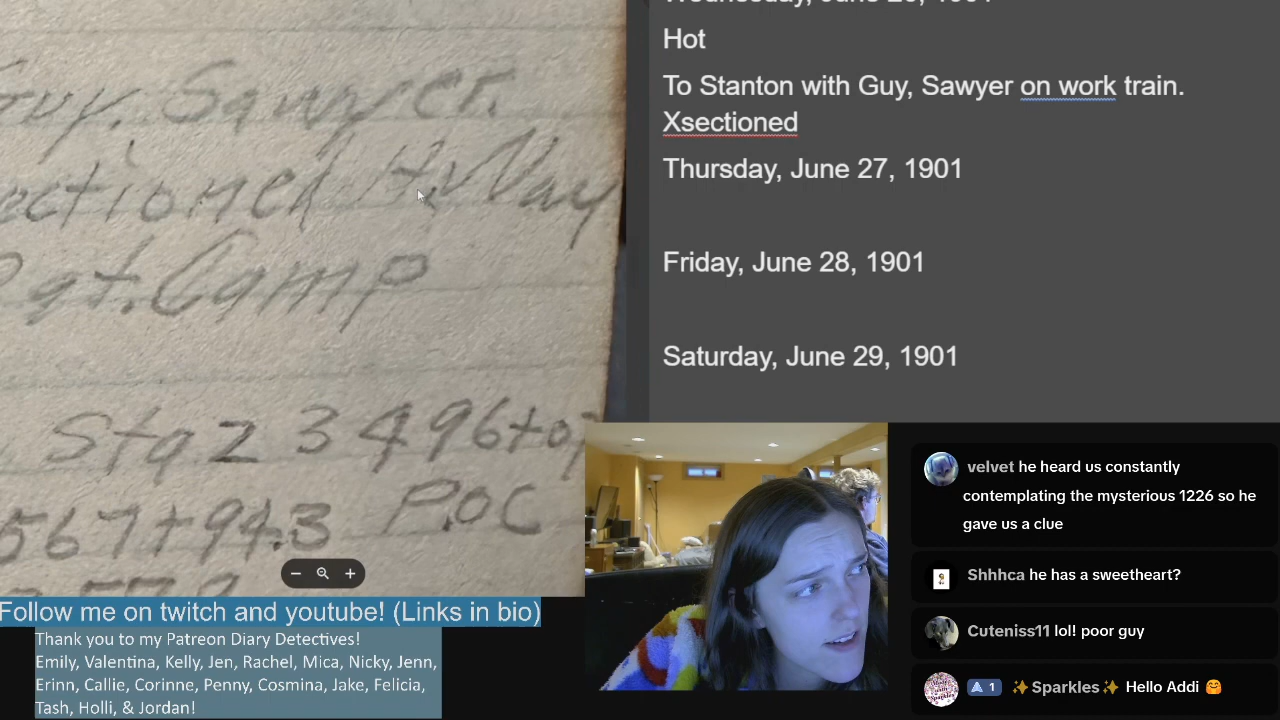 Guy. Sawyer.
ectioned Hv Way
Pgt. Camp
Sta 2 3496+0
567+94.3 P.O.C
Hot
To Stanton with Guy, Sawyer on work train.
Xsectioned
Thursday, June 27, 1901
Friday, June 28, 1901
Saturday, June 29, 1901
velvet he heard us constantly
contemplating the mysterious 1226 so he
gave us a clue
Shhhca he has a sweetheart?
Cuteniss11 lol! poor guy
1 ✨Sparkles✨ Hello Addi 🤗
Follow me on twitch and youtube! (Links in bio)
Thank you to my Patreon Diary Detectives!
Emily, Valentina, Kelly, Jen, Rachel, Mica, Nicky, Jenn,
Erinn, Callie, Corinne, Penny, Cosmina, Jake, Felicia,
Tash, Holli, & Jordan!